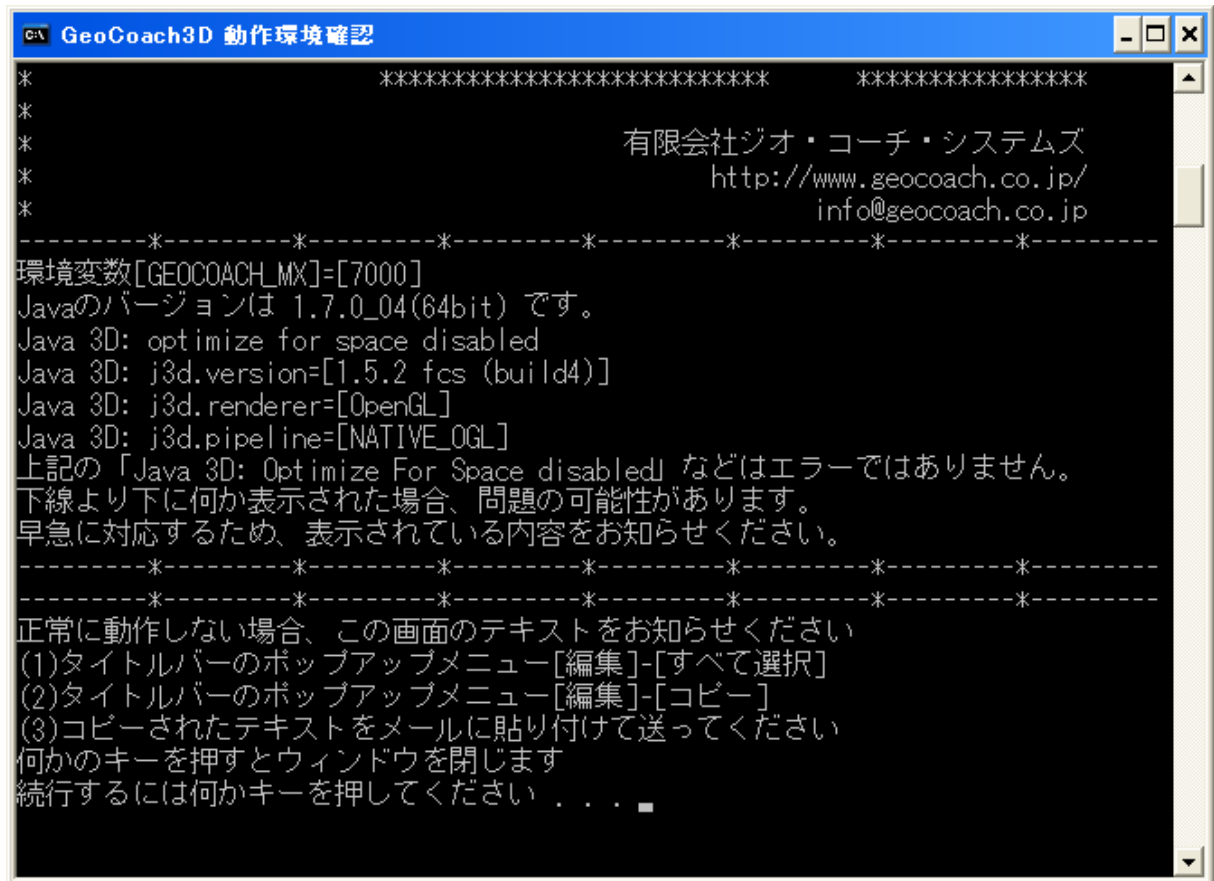 GeoCoach3D 動作環境確認
* *************************** ****************
*
* 有限会社ジオ・コーチ・システムズ
* http://www.geocoach.co.jp/
* info@geocoach.co.jp
---------*---------*---------*---------*---------*---------*---------*---------
環境変数[GEOCOACH_MX]=[7000]
Javaのバージョンは 1.7.0_04(64bit) です。
Java 3D: optimize for space disabled
Java 3D: j3d.version=[1.5.2 fcs (build4)]
Java 3D: j3d.renderer=[OpenGL]
Java 3D: j3d.pipeline=[NATIVE_OGL]
上記の「Java 3D: Optimize For Space disabled」などはエラーではありません。
下線より下に何か表示された場合、問題の可能性があります。
早急に対応するため、表示されている内容をお知らせください。
---------*---------*---------*---------*---------*---------*---------*---------
---------*---------*---------*---------*---------*---------*---------*---------
正常に動作しない場合、この画面のテキストをお知らせください
(1)タイトルバーのポップアップメニュー[編集]-[すべて選択]
(2)タイトルバーのポップアップメニュー[編集]-[コピー]
(3)コピーされたテキストをメールに貼り付けて送ってください
何かのキーを押すとウィンドウを閉じます
続行するには何かキーを押してください . . .